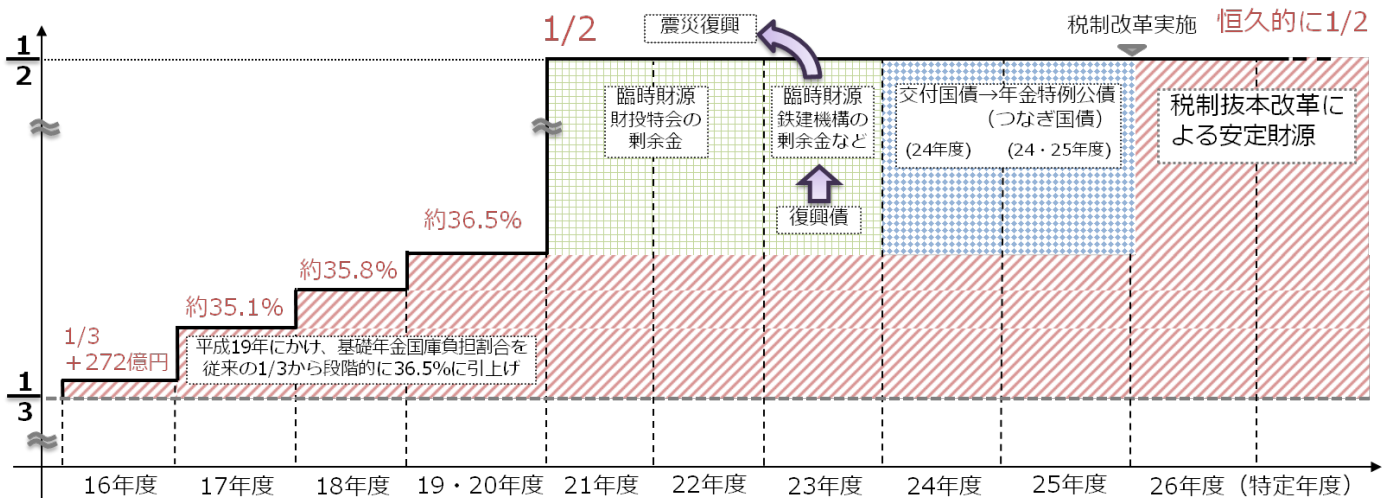 1/2
震災復興
税制改革実施
恒久的に1/2
1
2
臨時財源
財投特会の
剰余金
臨時財源
鉄建機構の
剰余金など
交付国債→年金特例公債
(つなぎ国債)
(24年度)
(24・25年度)
税制抜本改革に
よる安定財源
復興債
約36.5%
約35.8%
約35.1%
1/3
+272億円
平成19年にかけ、基礎年金国庫負担割合を
従来の1/3から段階的に36.5%に引上げ
1
3
16年度
17年度
18年度
19・20年度
21年度
22年度
23年度
24年度
25年度
26年度(特定年度)